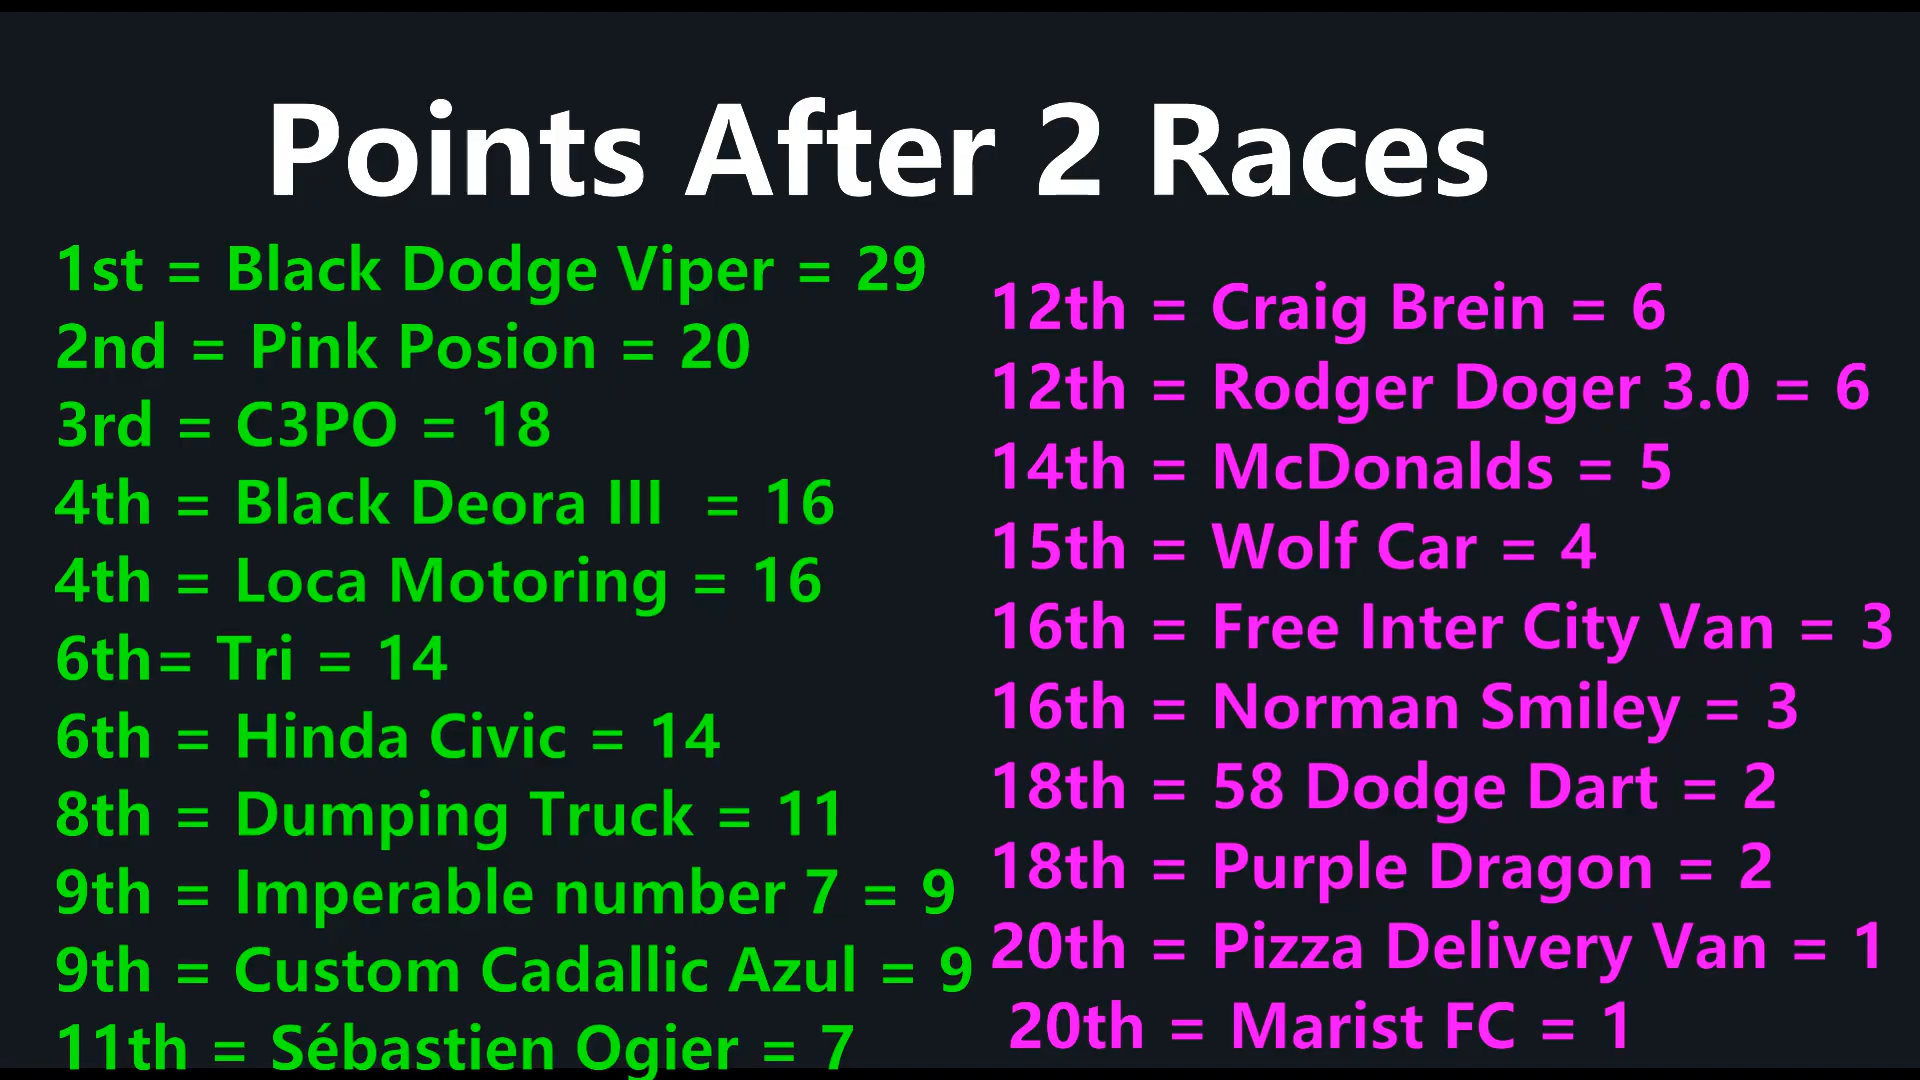 Points After 2 Races
1st = Black Dodge Viper = 29
2nd = Pink Posion = 20
3rd = C3PO = 18
4th = Black Deora III  = 16
4th = Loca Motoring = 16
6th= Tri = 14
6th = Hinda Civic = 14
8th = Dumping Truck = 11
9th = Imperable number 7 = 9
9th = Custom Cadallic Azul = 9
11th = Sébastien Ogier = 7
12th = Craig Brein = 6
12th = Rodger Doger 3.0 = 6
14th = McDonalds = 5
15th = Wolf Car = 4
16th = Free Inter City Van = 3
16th = Norman Smiley = 3
18th = 58 Dodge Dart = 2
18th = Purple Dragon = 2
20th = Pizza Delivery Van = 1
20th = Marist FC = 1